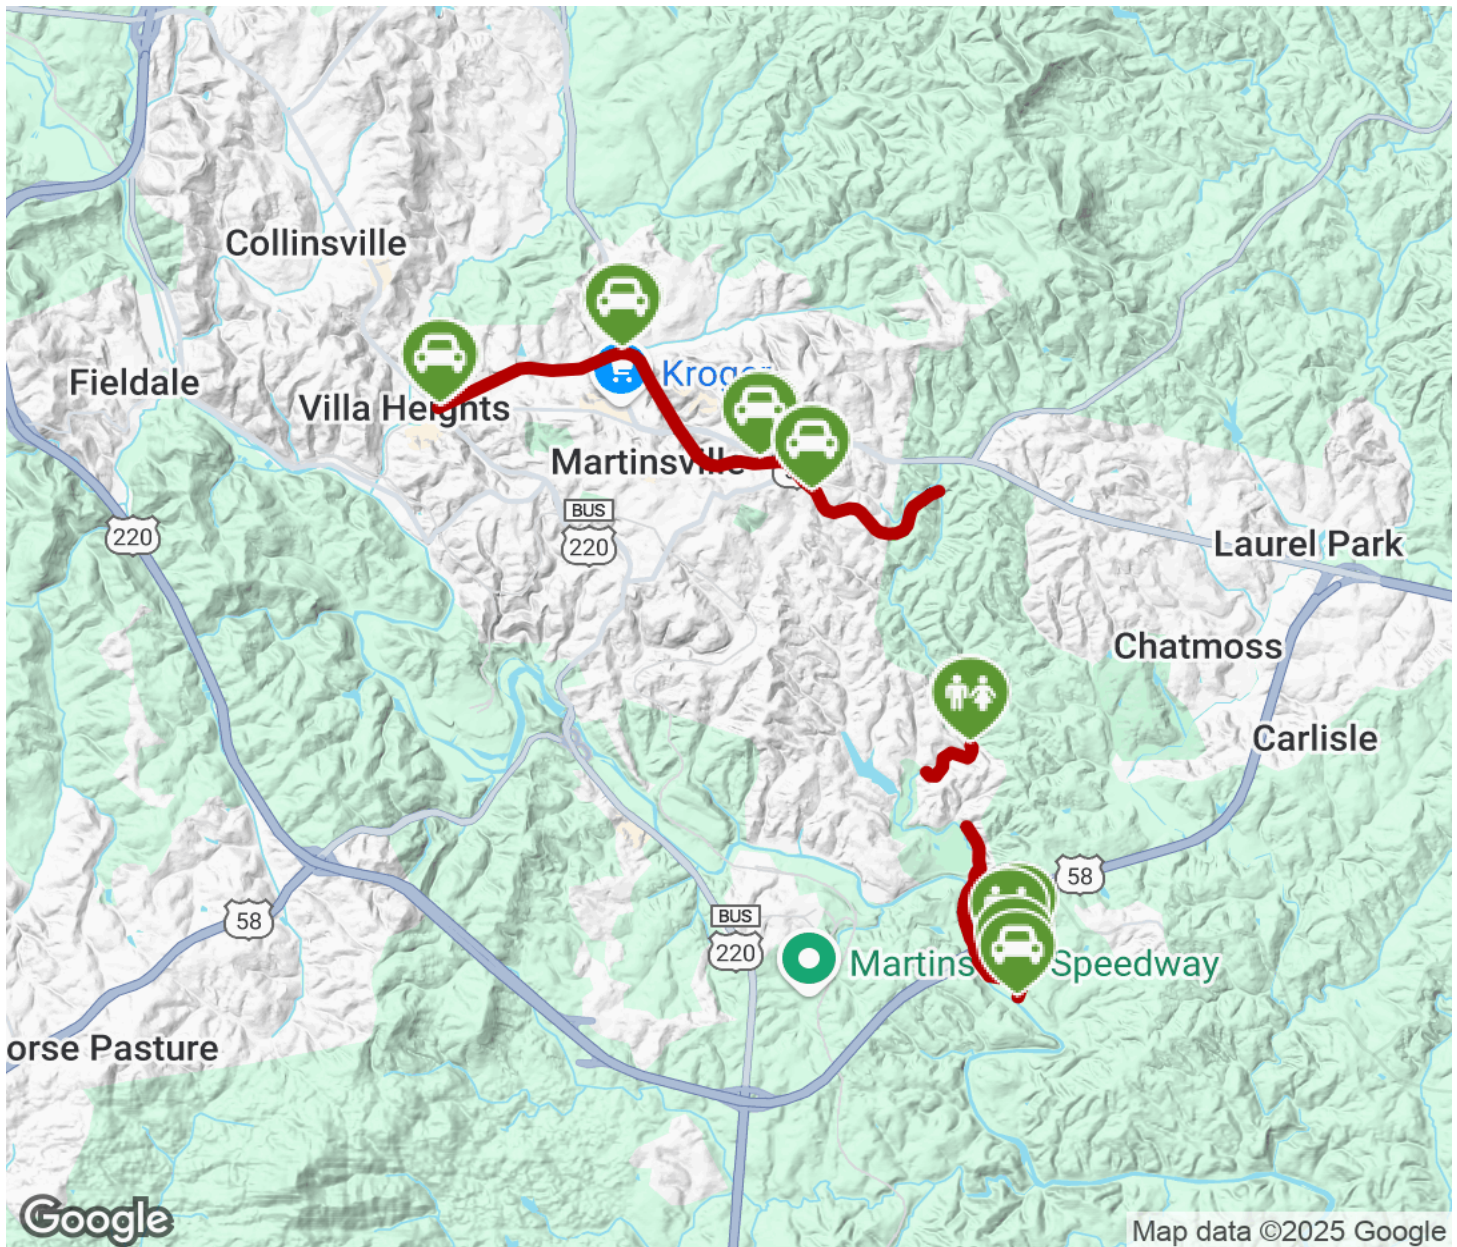 Collinsville
Fieldale
Villa Heights
Kroger
Martinsville
BUS
220
220
Laurel Park
Chatmoss
Carlisle
58
58
BUS
220
Speedway
orse Pasture
Google
Map data ©2025 Google